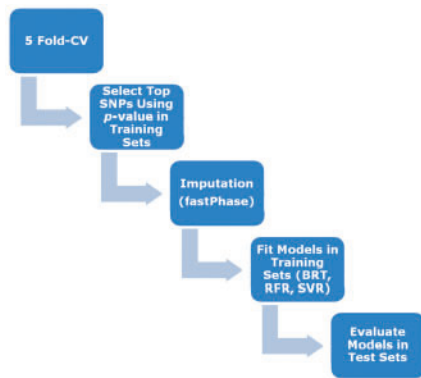 5 Fold-CV
Select Top
SNPs Using
p-value in
Training
Sets
Imputation
(fastPhase)
Fit Models in
Training
Sets (BRT,
RFR, SVR)
Evaluate
Models in
Test Sets